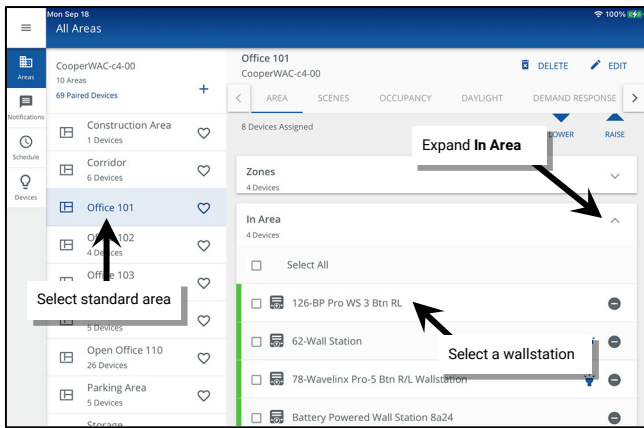 Mon Sep 18
100%
All Areas
Areas
Notifications
Schedule
Devices
CooperWAC-c4-00
10 Areas
69 Paired Devices
+
Construction Area
1 Devices
Corridor
6 Devices
Office 101
Office 102
4 Devices
Office 103
Select standard area
5 Devices
Open Office 110
26 Devices
Parking Area
5 Devices
Storage
Office 101
CooperWAC-c4-00
DELETE
EDIT
AREA SCENES OCCUPANCY DAYLIGHT DEMAND RESPONSE
8 Devices Assigned
LOWER
RAISE
Expand In Area
Zones
4 Devices
In Area
4 Devices
Select All
126-BP Pro WS 3 Btn RL
62-Wall Station
Select a wallstation
78-Wavelinx Pro-5 Btn R/L Wallstation
Battery Powered Wall Station 8a24